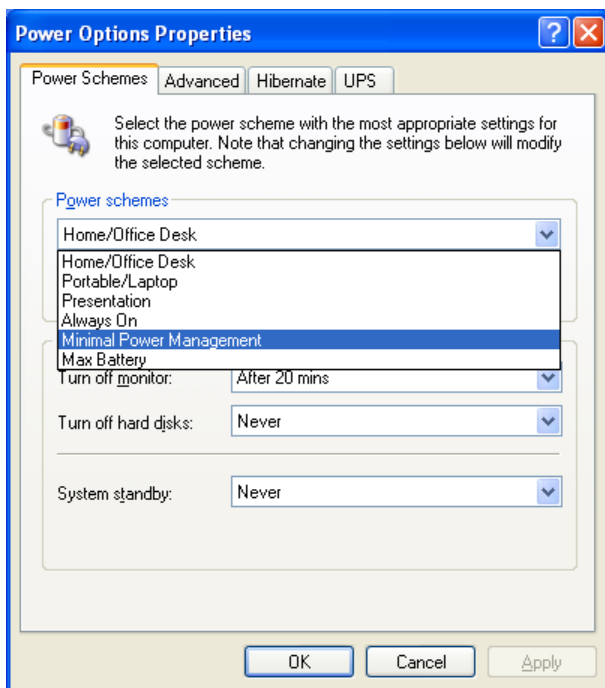 Power Options Properties
Power Schemes
Advanced
Hibernate
UPS
Select the power scheme with the most appropriate settings for
this computer. Note that changing the settings below will modify
the selected scheme.
Power schemes
Home/Office Desk
Home/Office Desk
Portable/Laptop
Presentation
Always On
Minimal Power Management
Max Battery
Turn off monitor: After 20 mins
Turn off hard disks: Never
System standby: Never
OK
Cancel
Apply